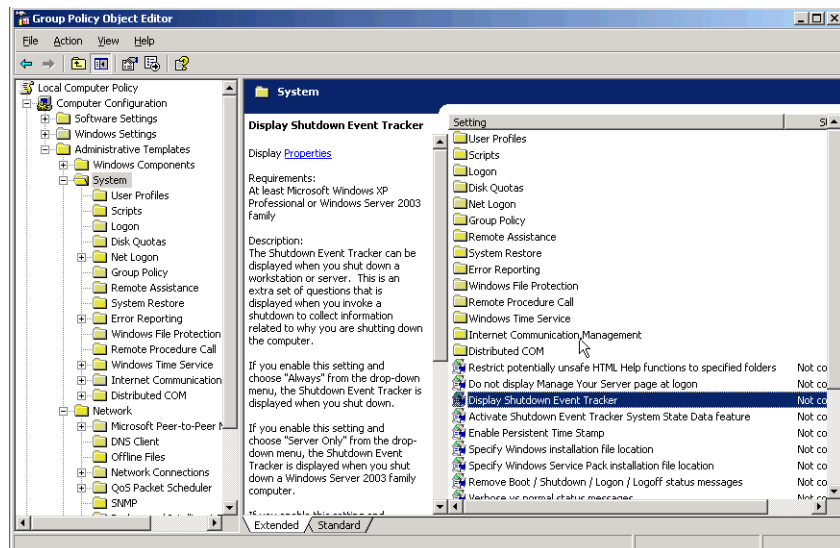 Group Policy Object Editor
File Action View Help
Local Computer Policy
Computer Configuration
Software Settings
Windows Settings
Administrative Templates
Windows Components
System
User Profiles
Scripts
Logon
Disk Quotas
Net Logon
Group Policy
Remote Assistance
System Restore
Error Reporting
Windows File Protection
Remote Procedure Call
Windows Time Service
Internet Communication
Distributed COM
Network
Microsoft Peer-to-Peer N
DNS Client
Offline Files
Network Connections
QoS Packet Scheduler
SNMP
System
Display Shutdown Event Tracker
Display Properties
Requirements:
At least Microsoft Windows XP
Professional or Windows Server 2003
family
Description:
The Shutdown Event Tracker can be
displayed when you shut down a
workstation or server. This is an
extra set of questions that is
displayed when you invoke a
shutdown to collect information
related to why you are shutting down
the computer.
If you enable this setting and
choose "Always" from the drop-down
menu, the Shutdown Event Tracker is
displayed when you shut down.
If you enable this setting and
choose "Server Only" from the drop-
down menu, the Shutdown Event
Tracker is displayed when you shut
down a Windows Server 2003 family
computer.
If you enable this setting and
Setting
User Profiles
Scripts
Logon
Disk Quotas
Net Logon
Group Policy
Remote Assistance
System Restore
Error Reporting
Windows File Protection
Remote Procedure Call
Windows Time Service
Internet Communication Management
Distributed COM
Restrict potentially unsafe HTML Help functions to specified folders Not co
Do not display Manage Your Server page at logon Not co
Display Shutdown Event Tracker Not co
Activate Shutdown Event Tracker System State Data feature Not co
Enable Persistent Time Stamp Not co
Specify Windows installation file location Not co
Specify Windows Service Pack installation file location Not co
Remove Boot / Shutdown / Logon / Logoff status messages Not co
Verbose vs normal status messages Not co
Extended Standard